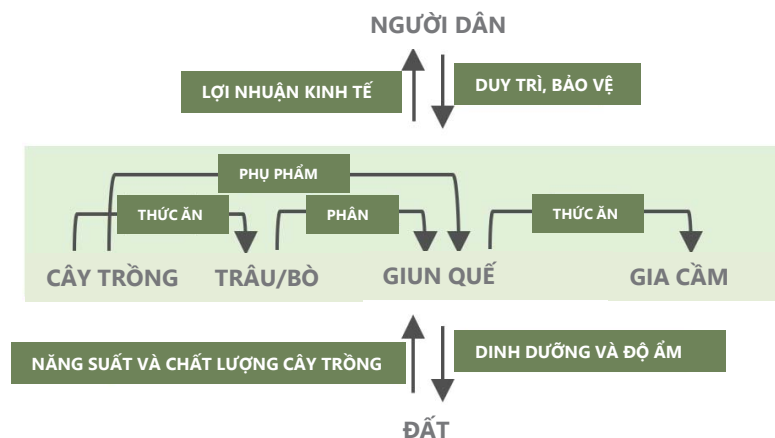 NGƯỜI DÂN
LỢI NHUẬN KINH TẾ
DUY TRÌ, BẢO VỆ
PHỤ PHẨM
THỨC ĂN
PHÂN
THỨC ĂN
CÂY TRỒNG
TRÂU/BÒ
GIUN QUẾ
GIA CẦM
NĂNG SUẤT VÀ CHẤT LƯỢNG CÂY TRỒNG
DINH DƯỠNG VÀ ĐỘ ẨM
ĐẤT